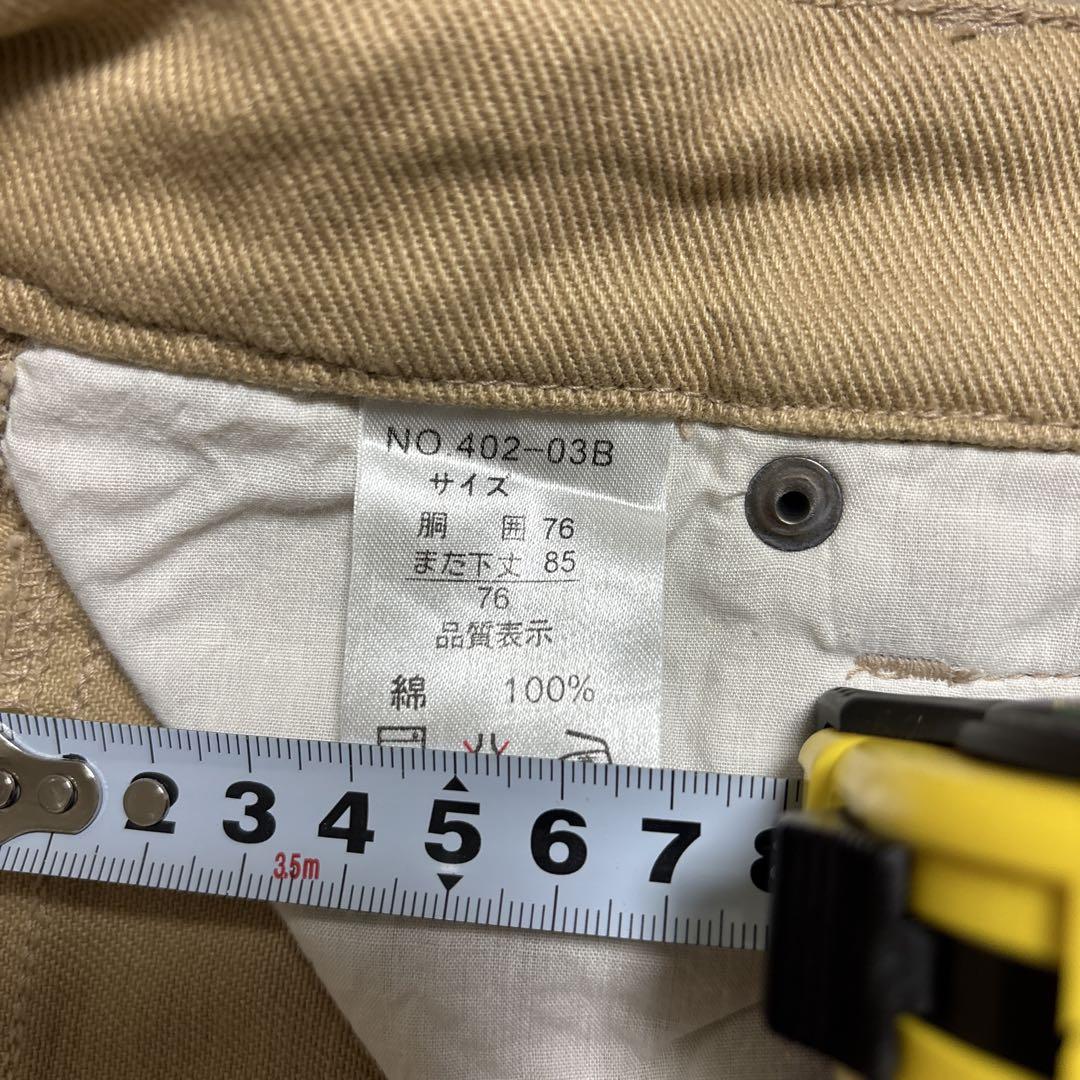 NO 402-03B
サイズ
胴 囲 76
また下丈 85
76
品質表示
綿 100%
2 3 4 5 6 7 8
3.5m